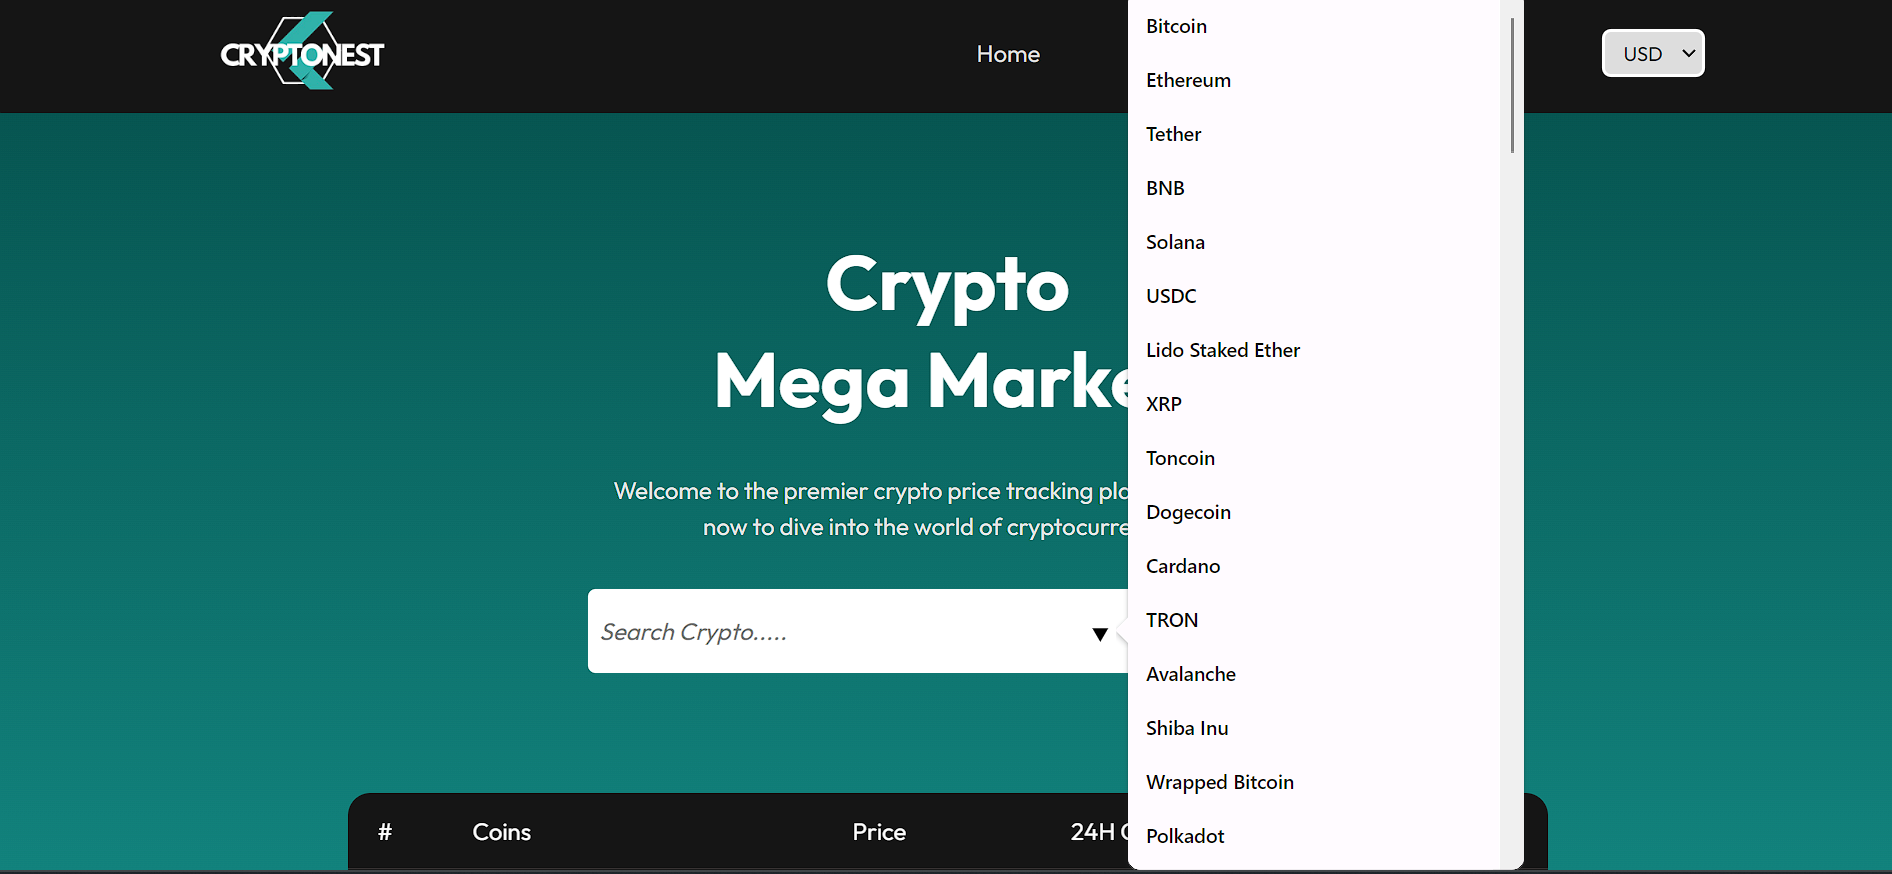 CRYPTONEST
Home
USD
Crypto
Mega Marke
Welcome to the premier crypto price tracking
now to dive into the world of
Search Crypto.....
# Coins Price 24H
Bitcoin
Ethereum
Tether
BNB
Solana
USDC
Lido Staked Ether
XRP
Toncoin
Dogecoin
Cardano
TRON
Avalanche
Shiba Inu
Wrapped Bitcoin
Polkadot